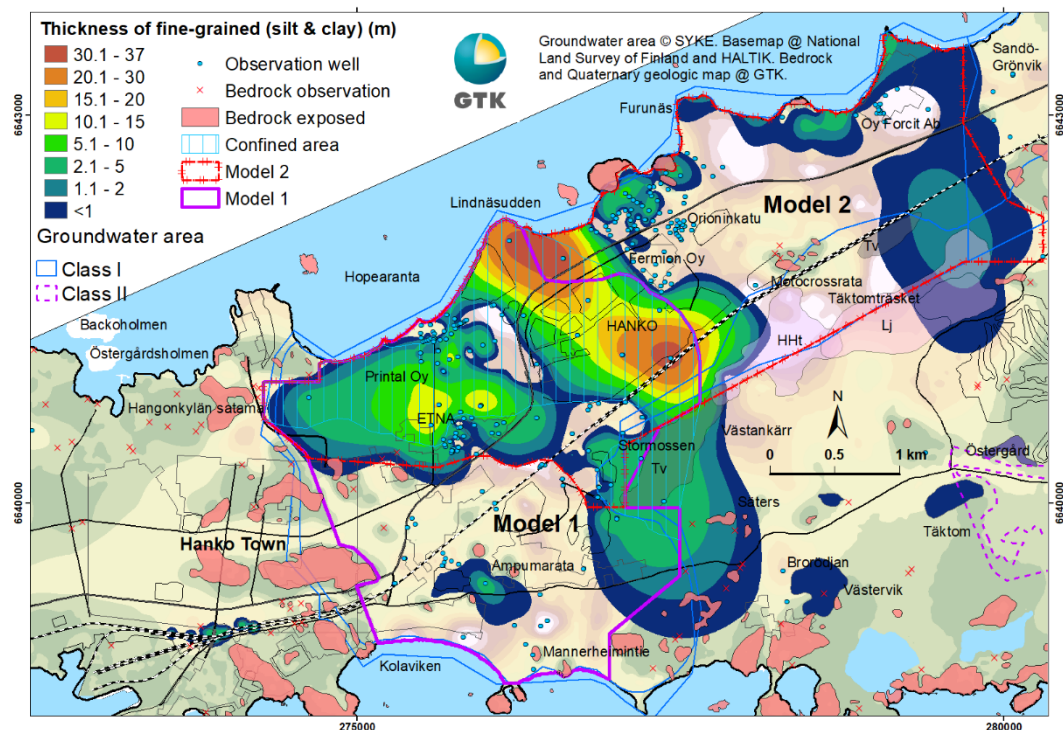 Thickness of fine-grained (silt & clay) (m)
30.1 - 37
20.1 - 30
15.1 - 20
10.1 - 15
5.1 - 10
2.1 - 5
1.1 - 2
<1
Observation well
Bedrock observation
Bedrock exposed
Confined area
Model 2
Model 1
Groundwater area
Class I
Class II
GTK
Groundwater area © SYKE. Basemap @ National
Land Survey of Finland and HALTIK. Bedrock
and Quaternary geologic map @ GTK.
Sandö-
Grönvik
Furunäs
Oy Forcit Ab
6643000
6643000
Lindnäsudden
Orioninkatu
Model 2
Fermion Oy
Tv
Hopearanta
Motocrossrata
Täktomträsket
Backoholmen
HANKO
Lj
HHt
Östergårdsholmen
Printal Oy
Hangonkylän satama
ETNA
N
Västankärr
Stormossen
0 0.5 1 km
Tv
Östergård
Säters
6640000
6640000
Model 1
Täktom
Hanko Town
Ampumarata
Brorödjan
Västervik
Mannerheimintie
Kolaviken
275000
280000